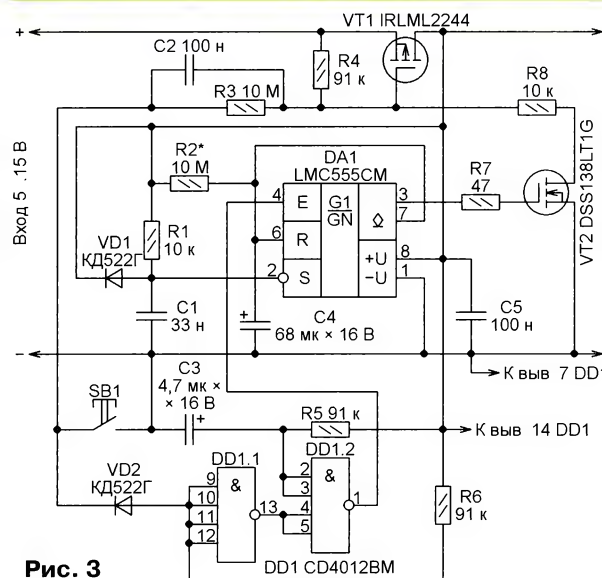 VT1 IRLML2244
+
C2 100 н
R4
91 к
R3 10 М
R8
10 к
R2*
10 М
DA1
LMC555CM
Вход 5 .15 В
4
E
G1
GN
3
R7
47
7
6
R
VT2 DSS138LT1G
R1
10 к
VD1
КД522Г
2
S
+U
8
−U
1
C1
33 н
C4
+
68 мк × 16 В
C5
100 н
−
К выв 7 DD1
C3
4,7 мк ×
× 16 В
+
SB1
R5 91 к
К выв 14 DD1
DD1.1
DD1.2
VD2
КД522Г
9
10
11
12
&
13
2
3
4
5
&
1
R6
91 к
DD1 CD4012BM
Рис. 3